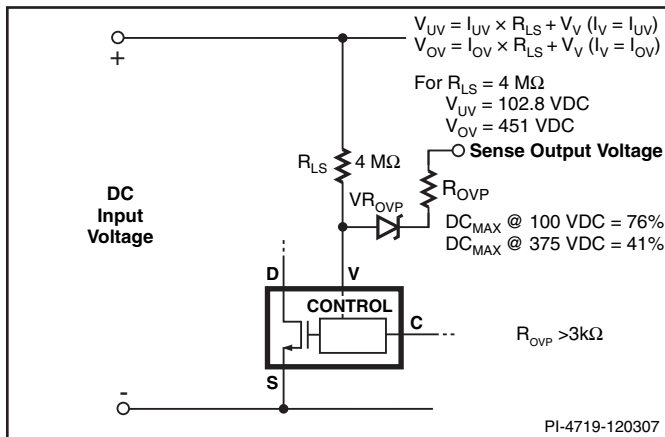 V_UV = I_UV × R_LS + V_V (I_V = I_UV)
V_OV = I_OV × R_LS + V_V (I_V = I_OV)
+
For R_LS = 4 MΩ
V_UV = 102.8 VDC
V_OV = 451 VDC
Sense Output Voltage
R_LS
4 MΩ
R_OVP
VR_OVP
DC
Input
Voltage
DC_MAX @ 100 VDC = 76%
DC_MAX @ 375 VDC = 41%
D
V
CONTROL
C
R_OVP >3kΩ
S
-
PI-4719-120307